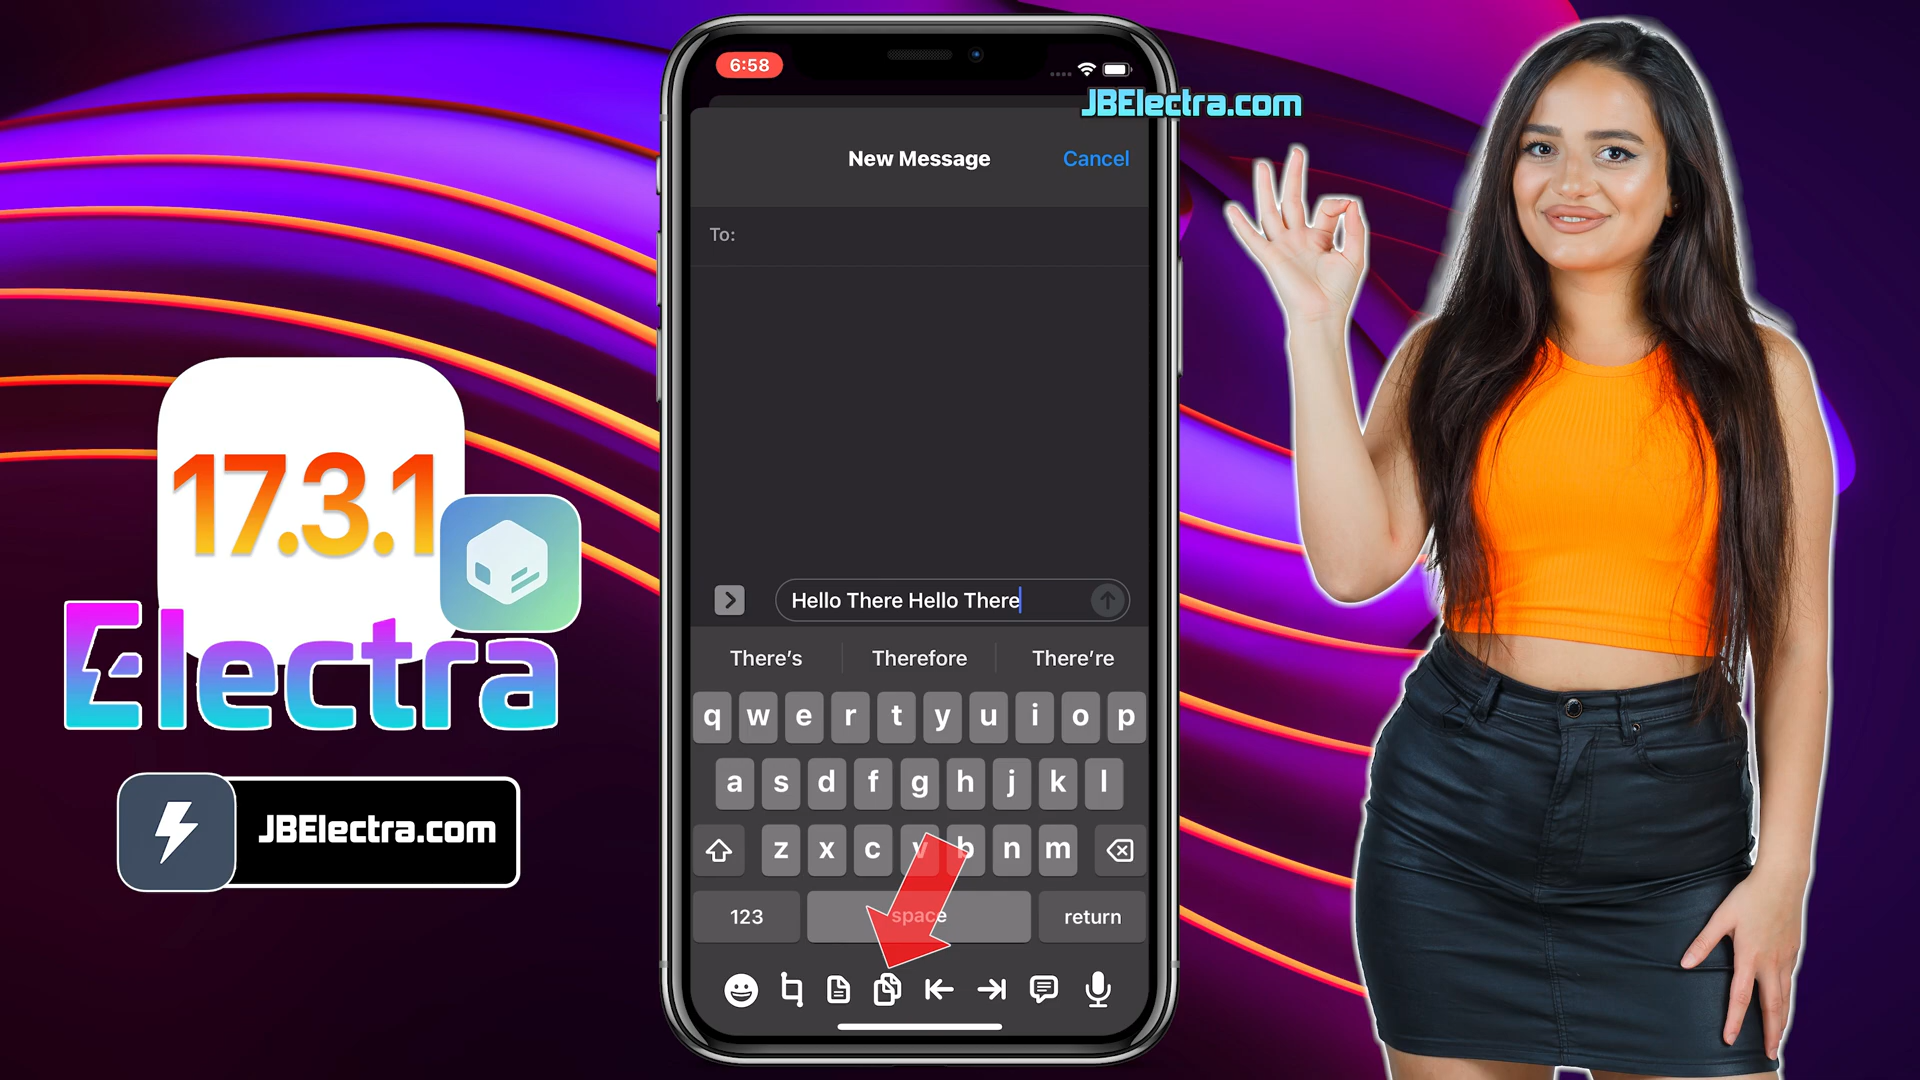 6:58
JBElectra.com
New Message
Cancel
To:
17.3.1
Electra
JBElectra.com
Hello There Hello There
There's
Therefore
There're
q w e r t y u i o p
a s d f g h j k l
z x c v b n m
123
space
return